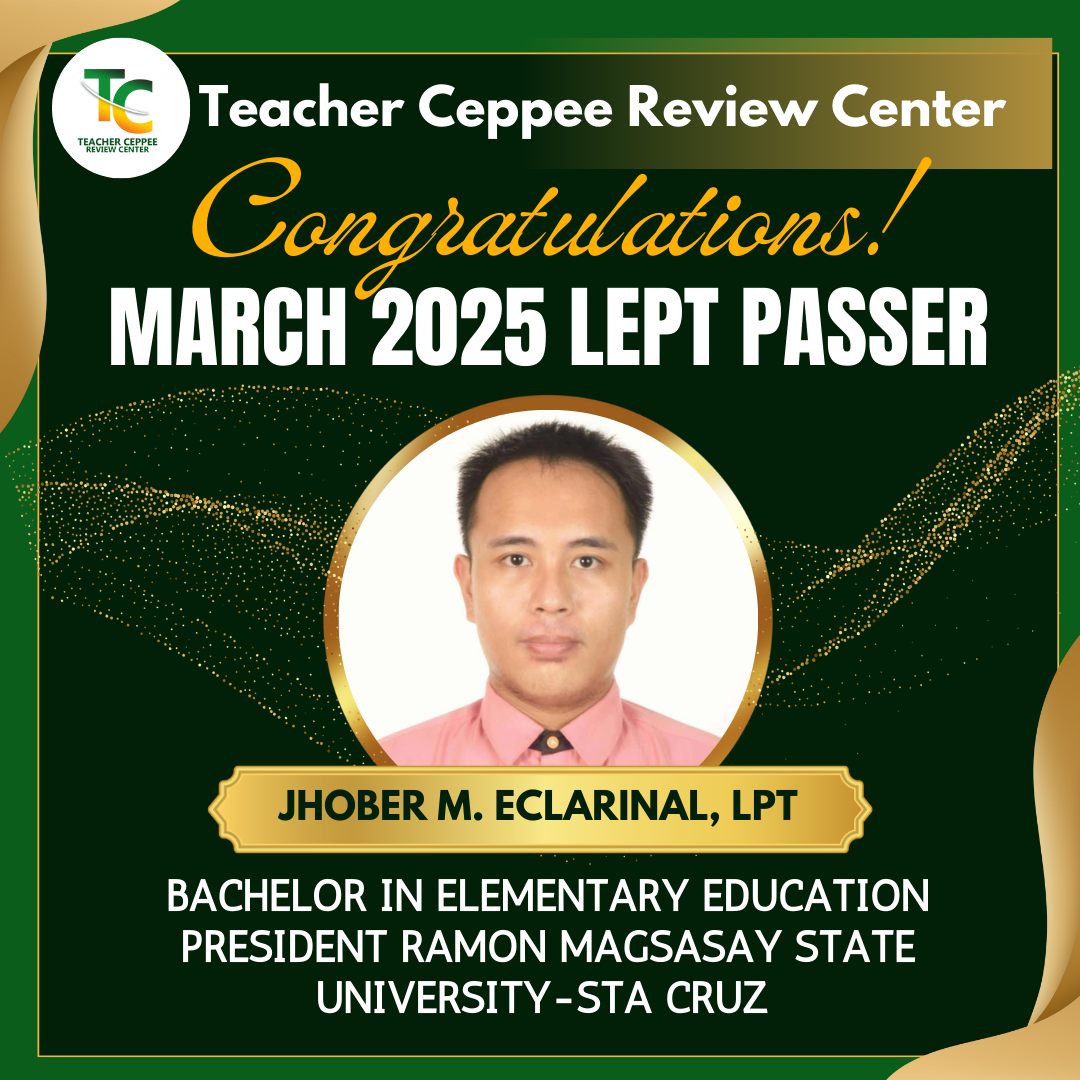 TC
TEACHER CEPPEE
REVIEW CENTER
Teacher Ceppee Review Center
Congratulations!
MARCH 2025 LEPT PASSER
JHOBER M. ECLARINAL, LPT
BACHELOR IN ELEMENTARY EDUCATION
PRESIDENT RAMON MAGSASAY STATE
UNIVERSITY-STA CRUZ